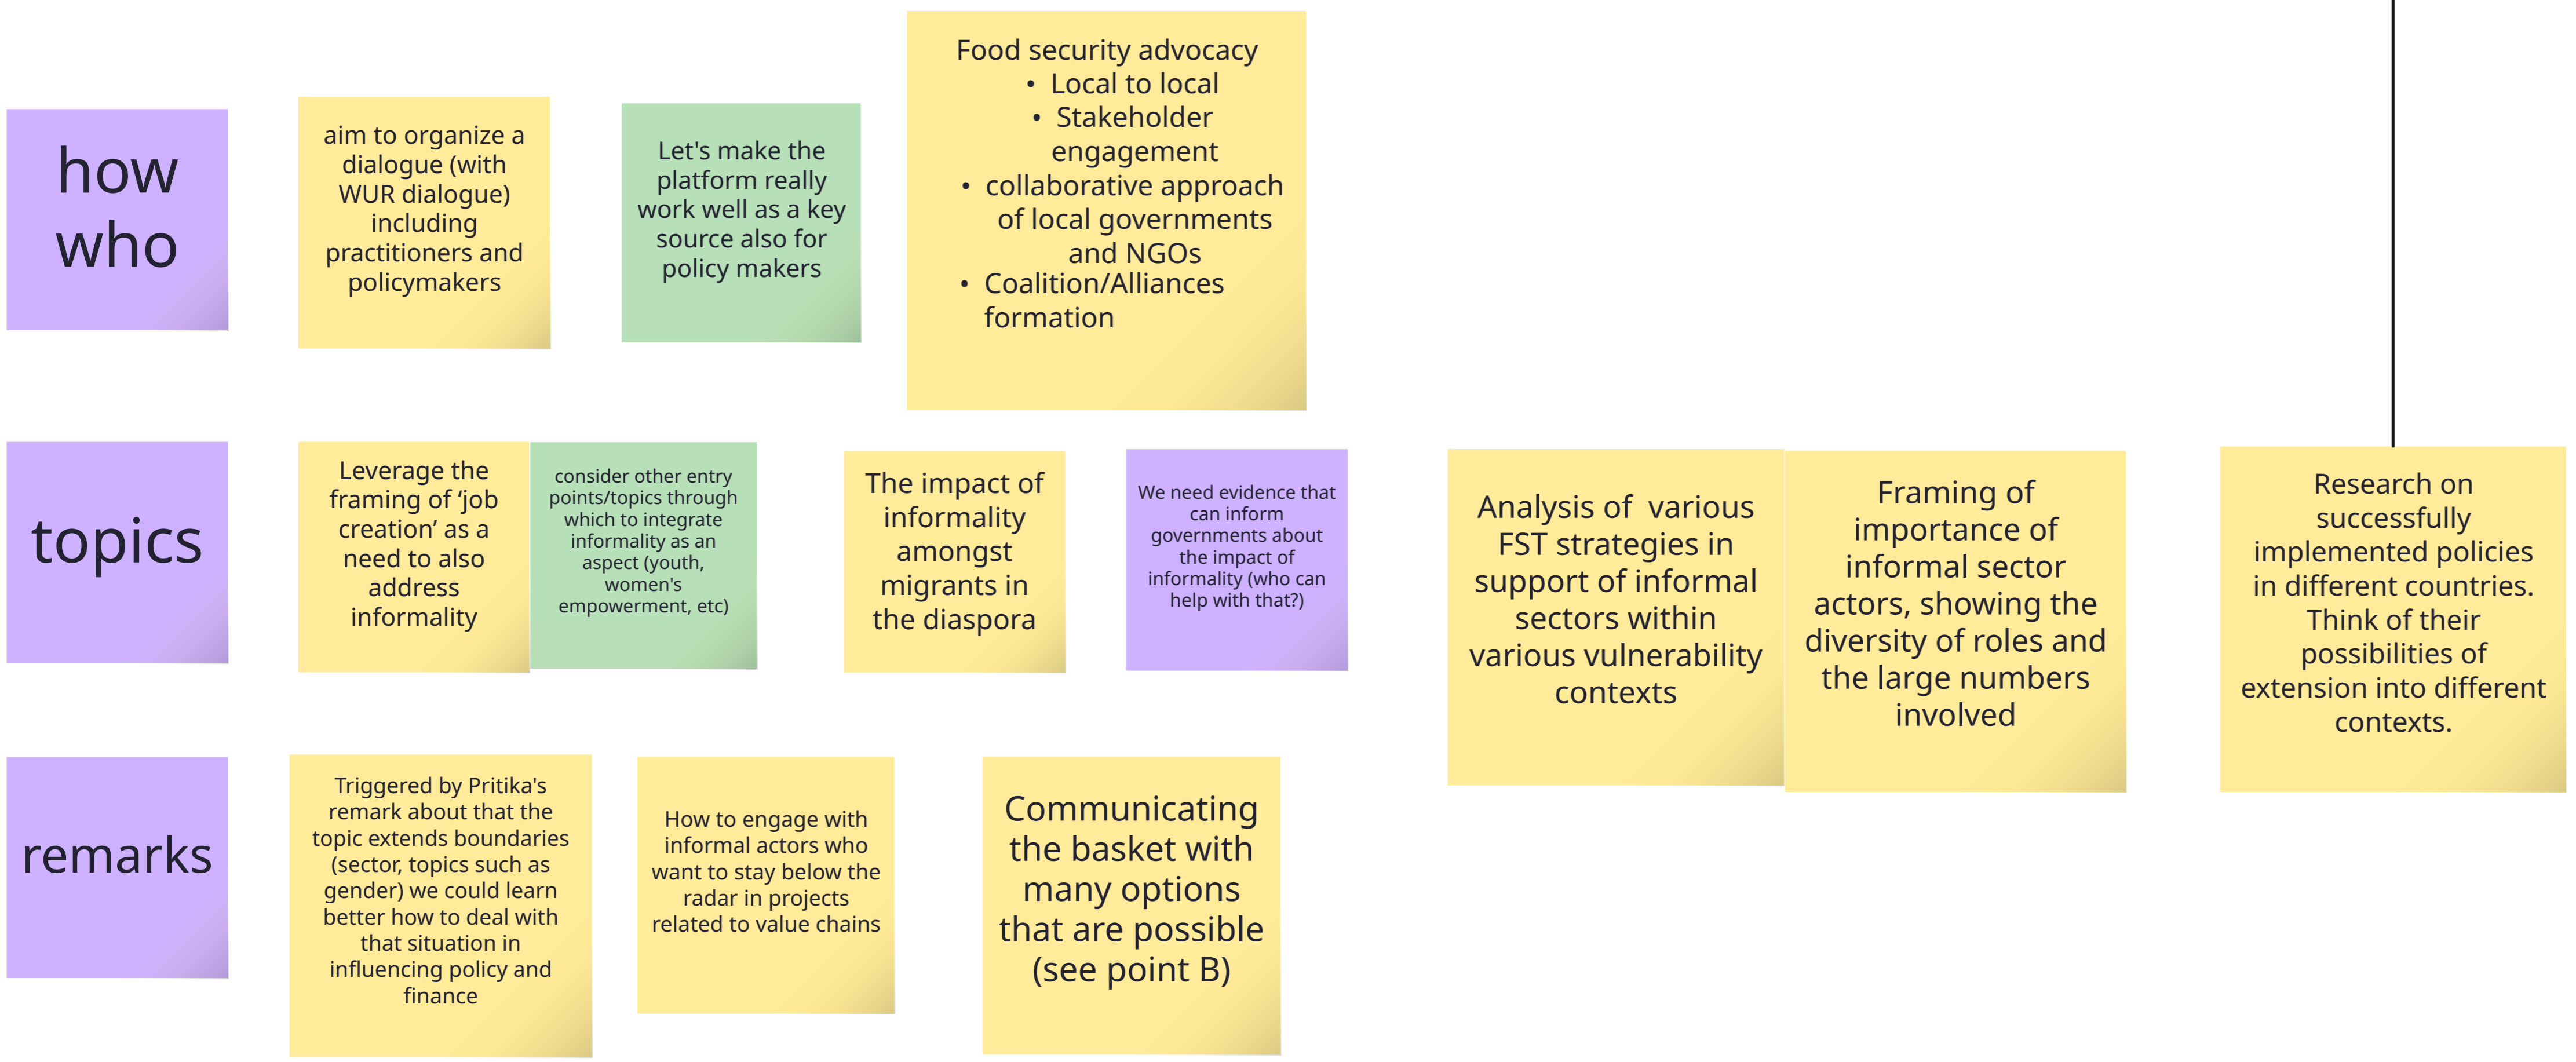 how
who
aim to organize a
dialogue (with
WUR dialogue)
including
practitioners and
policymakers
Let's make the
platform really
work well as a key
source also for
policy makers
Food security advocacy
• Local to local
• Stakeholder
engagement
• collaborative approach
of local governments
and NGOs
• Coalition/Alliances
formation
topics
Leverage the
framing of ‘job
creation’ as a
need to also
address
informality
consider other entry
points/topics through
which to integrate
informality as an
aspect (youth,
women's
empowerment, etc)
The impact of
informality
amongst
migrants in
the diaspora
We need evidence that
can inform
governments about
the impact of
informality (who can
help with that?)
Analysis of  various
FST strategies in
support of informal
sectors within
various vulnerability
contexts
Framing of
importance of
informal sector
actors, showing the
diversity of roles and
the large numbers
involved
Research on
successfully
implemented policies
in different countries.
Think of their
possibilities of
extension into different
contexts.
remarks
Triggered by Pritika's
remark about that the
topic extends boundaries
(sector, topics such as
gender) we could learn
better how to deal with
that situation in
influencing policy and
finance
How to engage with
informal actors who
want to stay below the
radar in projects
related to value chains
Communicating
the basket with
many options
that are possible
(see point B)